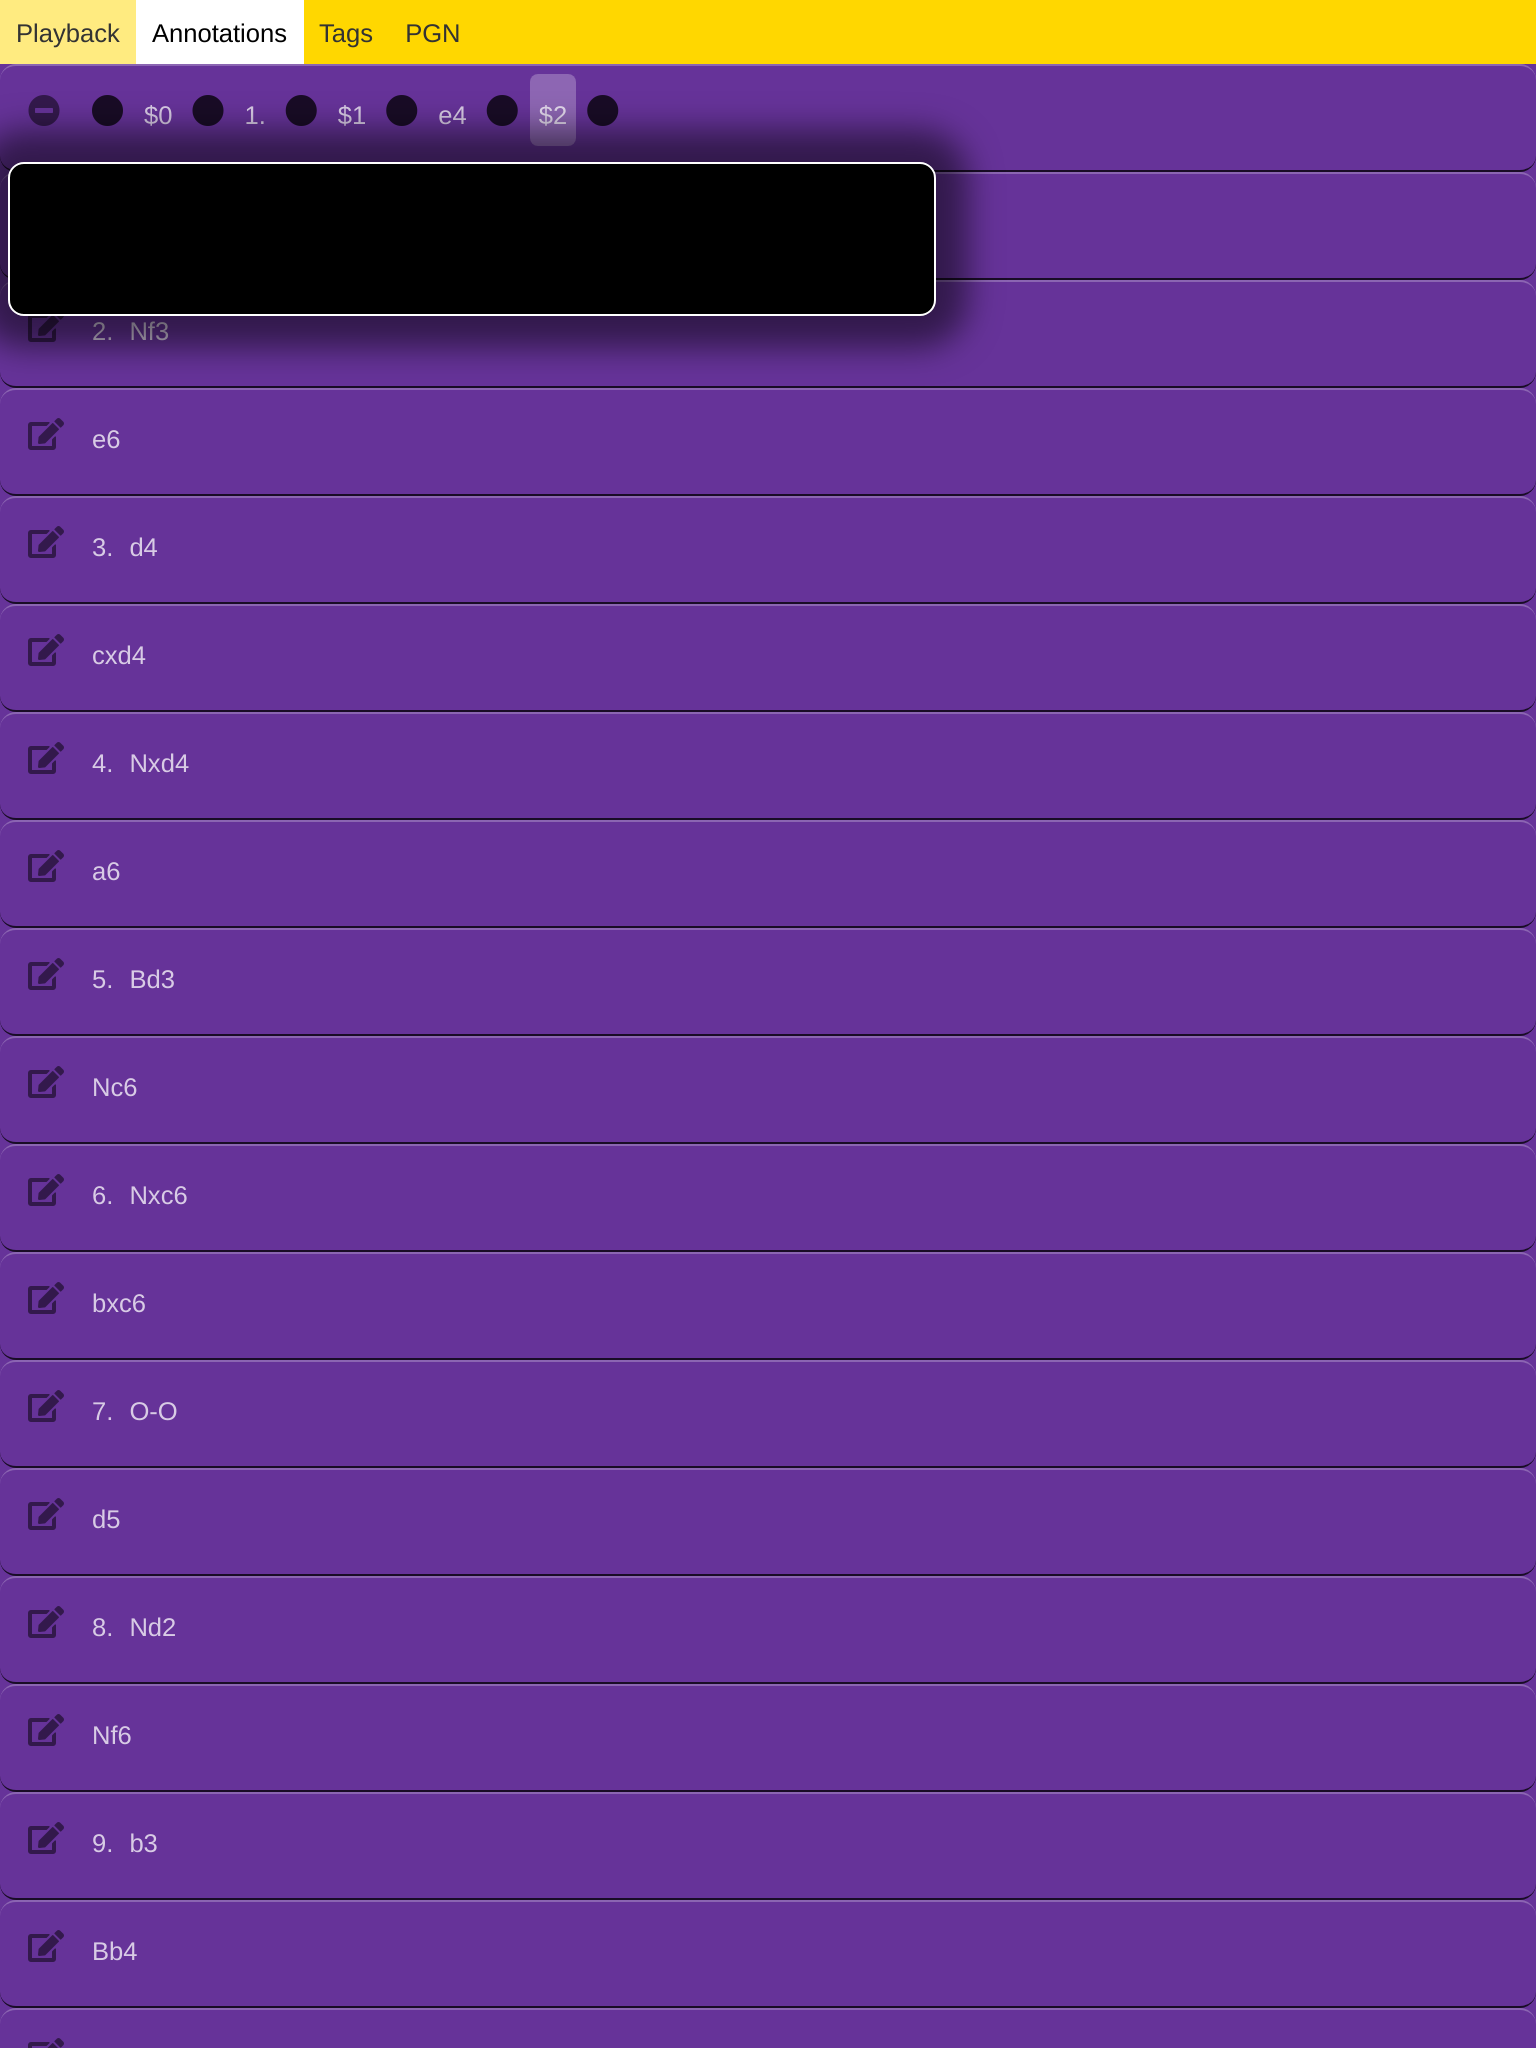 Playback Annotations Tags PGN
$0 1. $1 e4 $2
2. Nf3
e6
3. d4
cxd4
4. Nxd4
a6
5. Bd3
Nc6
6. Nxc6
bxc6
7. O-O
d5
8. Nd2
Nf6
9. b3
Bb4